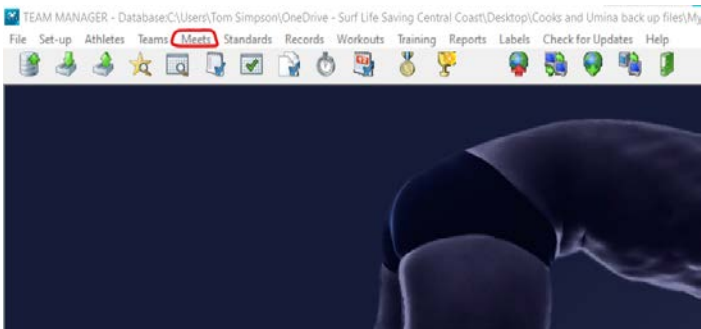 TEAM MANAGER - Database:C:\Users\Tom Simpson\OneDrive - Surf Life Saving Central Coast\Desktop\Cooks and Umina back up files\My
File Set-up Athletes Teams Meets Standards Records Workouts Training Reports Labels Check for Updates Help